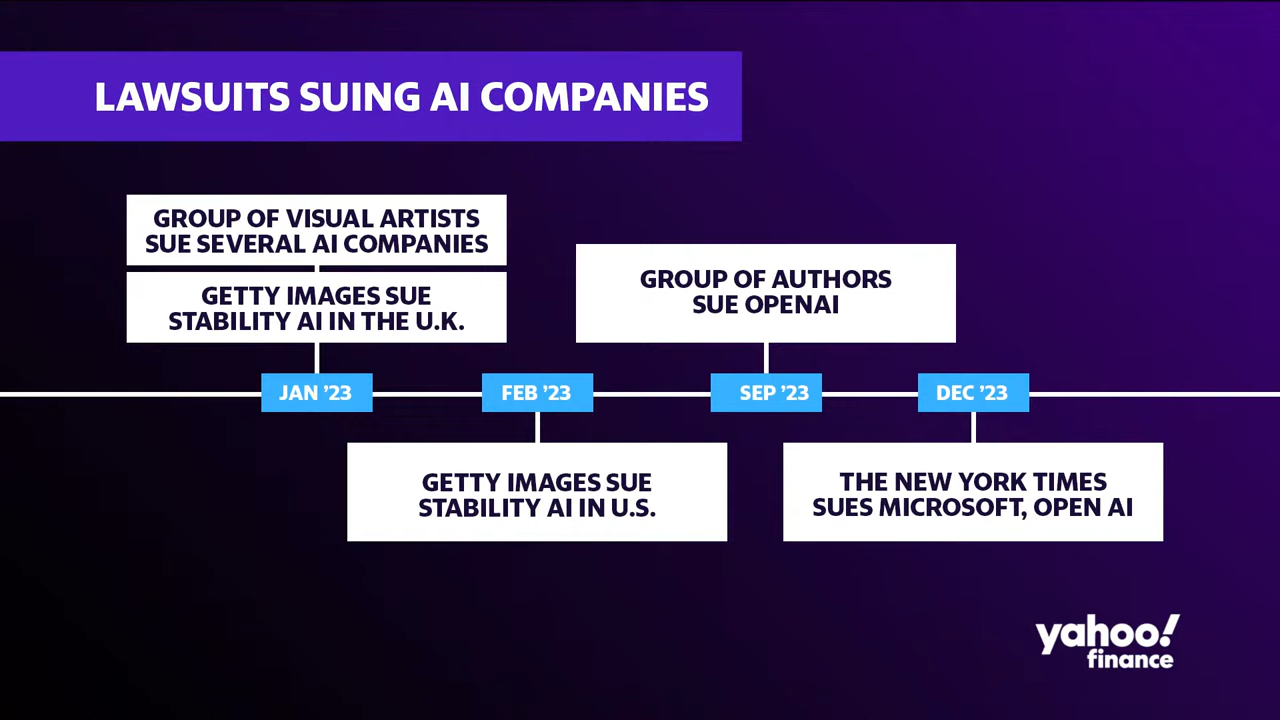 LAWSUITS SUING AI COMPANIES
GROUP OF VISUAL ARTISTS
SUE SEVERAL AI COMPANIES
GETTY IMAGES SUE
STABILITY AI IN THE U.K.
GROUP OF AUTHORS
SUE OPENAI
JAN ’23
FEB ’23
SEP ’23
DEC ’23
GETTY IMAGES SUE
STABILITY AI IN U.S.
THE NEW YORK TIMES
SUES MICROSOFT, OPEN AI
yahoo!
finance